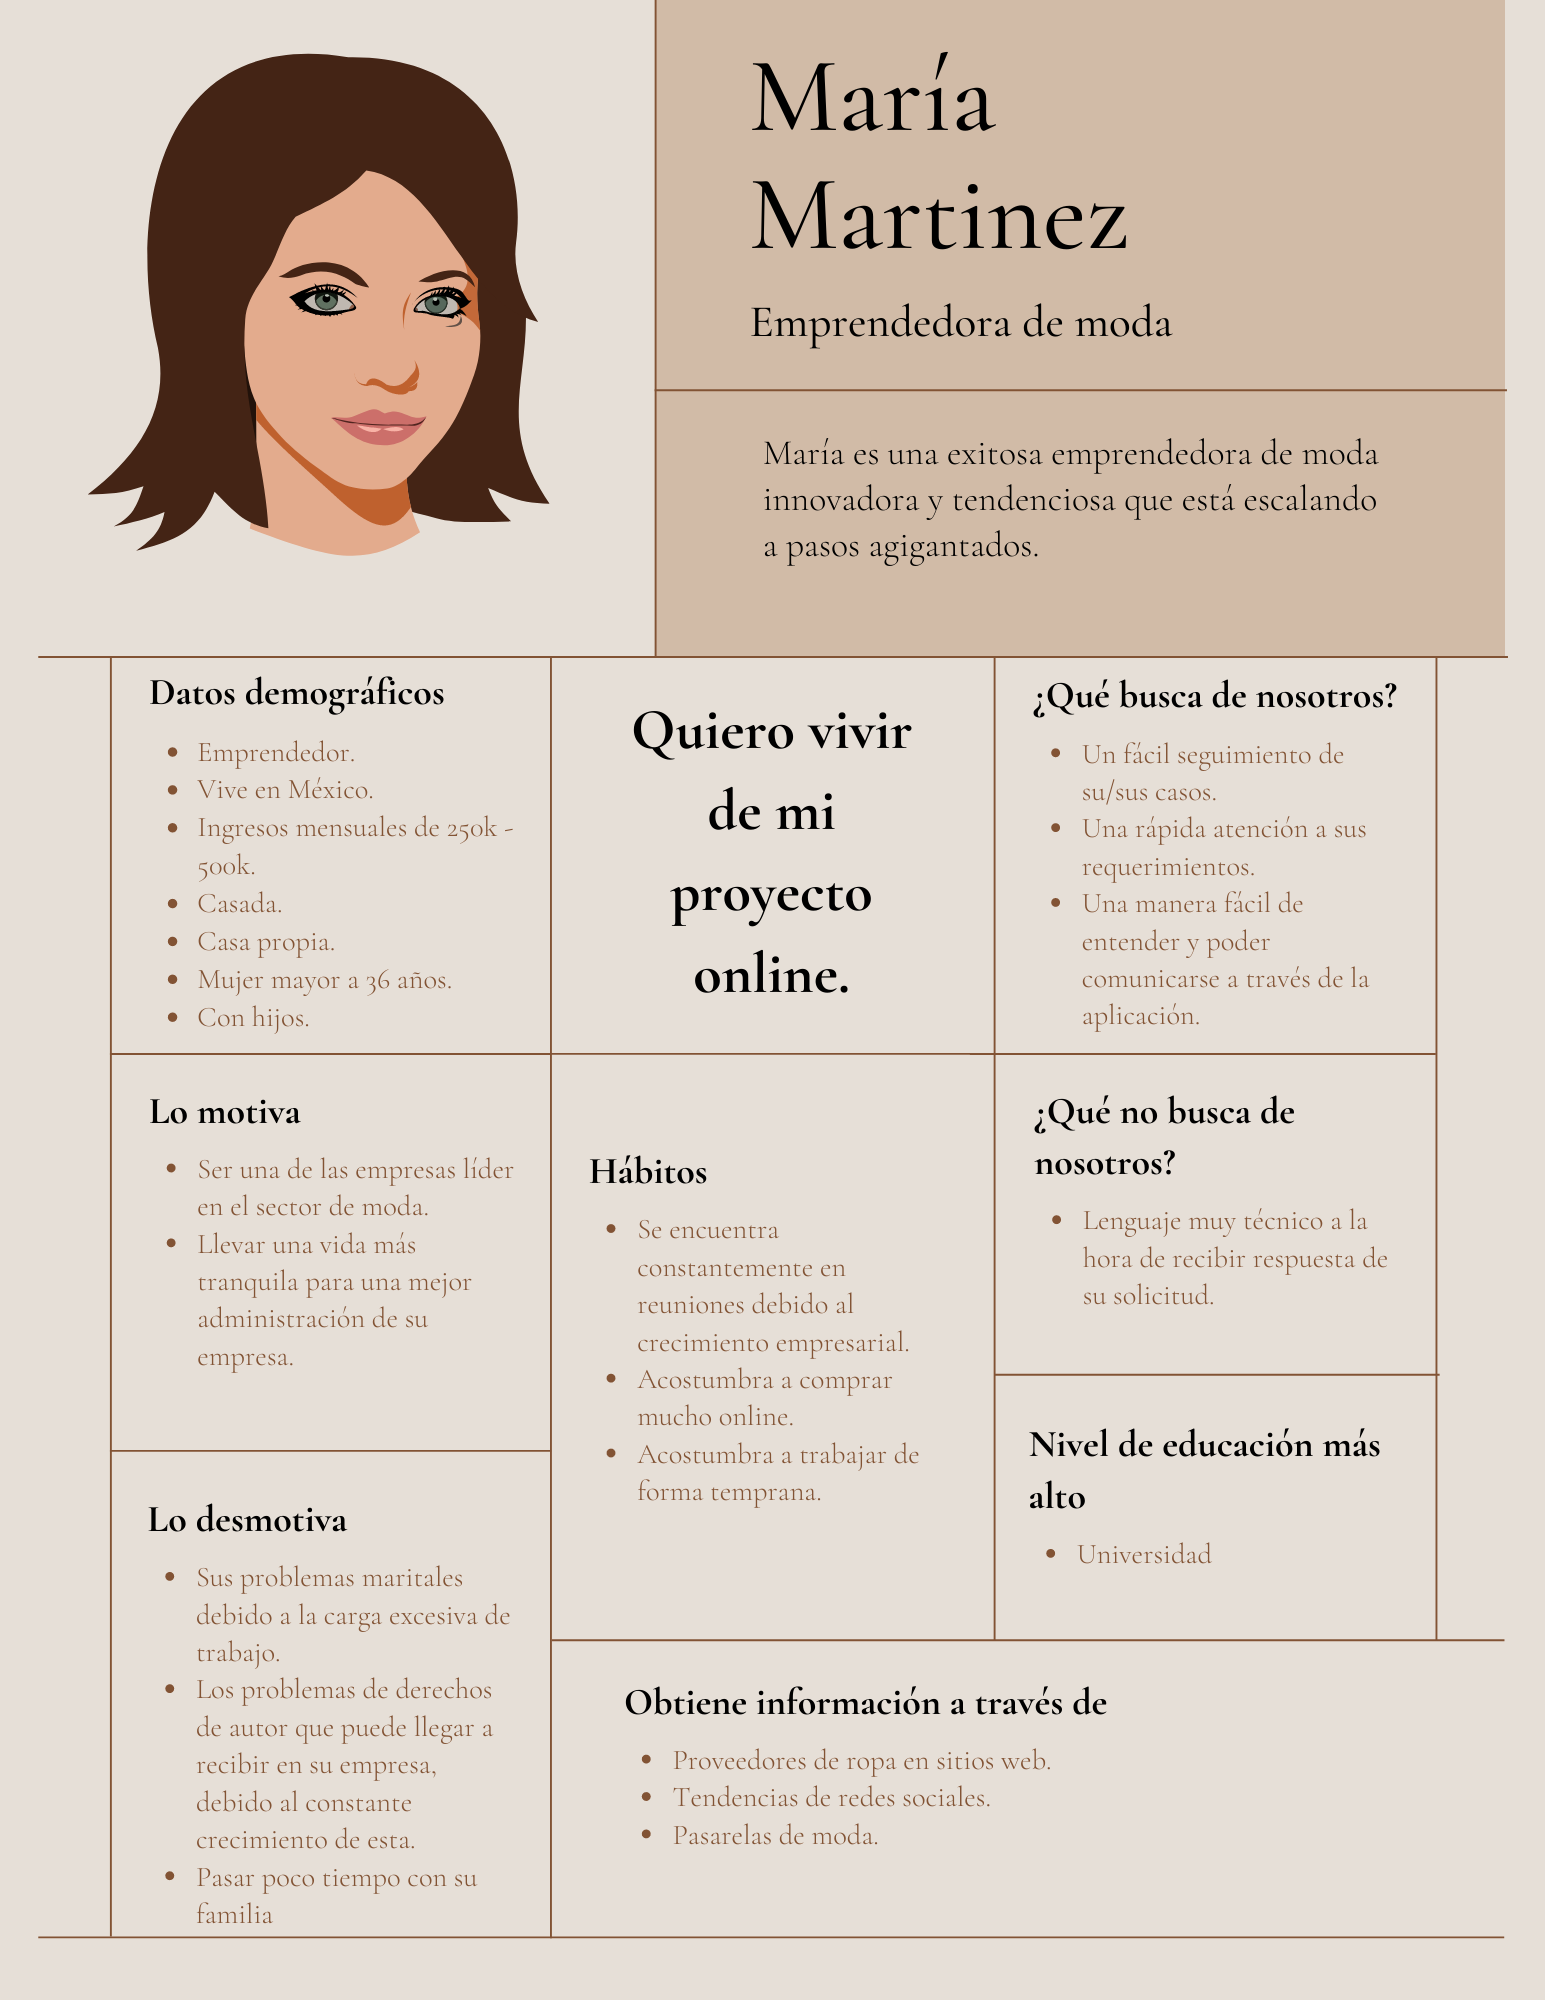 María
Martinez
Emprendedora de moda
María es una exitosa emprendedora de moda
innovadora y tendenciosa que está escalando
a pasos agigantados.
Datos demográficos
Emprendedor.
Vive en México.
Ingresos mensuales de 250k -
500k.
Casada.
Casa propia.
Mujer mayor a 36 años.
Con hijos.
Quiero vivir
de mi
proyecto
online.
¿Qué busca de nosotros?
Un fácil seguimiento de
su/sus casos.
Una rápida atención a sus
requerimientos.
Una manera fácil de
entender y poder
comunicarse a través de la
aplicación.
Lo motiva
Ser una de las empresas líder
en el sector de moda.
Llevar una vida más
tranquila para una mejor
administración de su
empresa.
Hábitos
Se encuentra
constantemente en
reuniones debido al
crecimiento empresarial.
Acostumbra a comprar
mucho online.
Acostumbra a trabajar de
forma temprana.
¿Qué no busca de
nosotros?
Lenguaje muy técnico a la
hora de recibir respuesta de
su solicitud.
Nivel de educación más
alto
Universidad
Lo desmotiva
Sus problemas maritales
debido a la carga excesiva de
trabajo.
Los problemas de derechos
de autor que puede llegar a
recibir en su empresa,
debido al constante
crecimiento de esta.
Pasar poco tiempo con su
familia
Obtiene información a través de
Proveedores de ropa en sitios web.
Tendencias de redes sociales.
Pasarelas de moda.